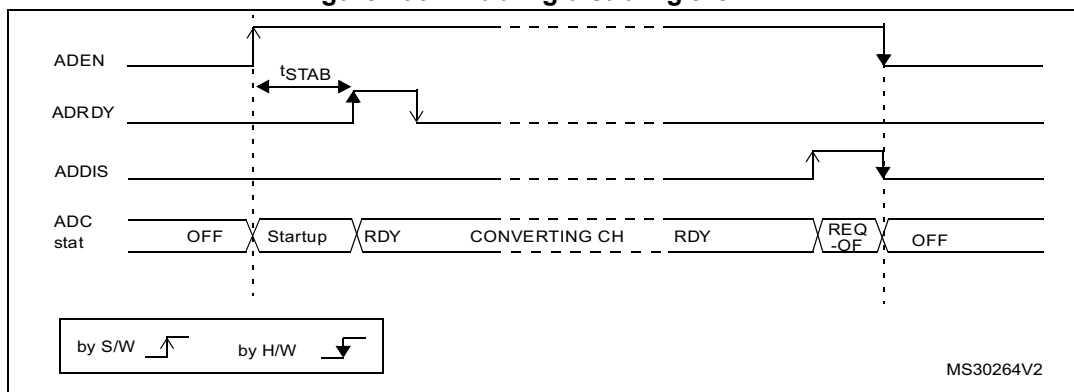 ADEN
tSTAB
ADRDY
ADDIS
ADC
stat
OFF
Startup
RDY
CONVERTING CH
RDY
REQ
-OF
OFF
by S/W
by H/W
MS30264V2